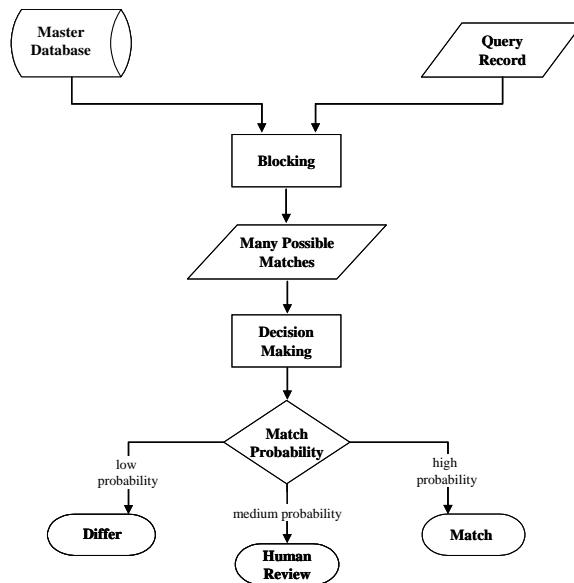 Master
Database
Query
Record
Blocking
Many Possible
Matches
Decision
Making
Match
Probability
low
probability
high
probability
medium probability
Differ
Match
Human
Review